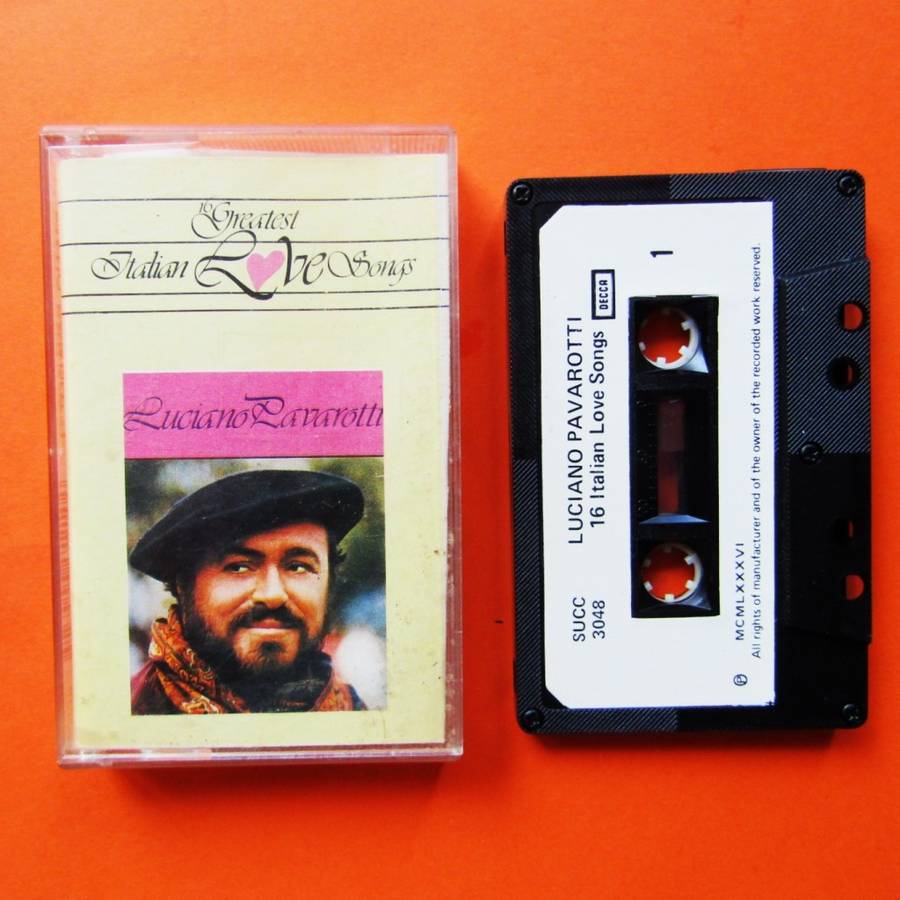 16
Greatest
Italian Love Songs
Luciano Pavarotti
1
LUCIANO PAVAROTTI
16 Italian Love Songs
DECCA
SUCC
3048
Ⓟ MCMLXXXVI
All rights of manufacturer and of the owner of the recorded work reserved.